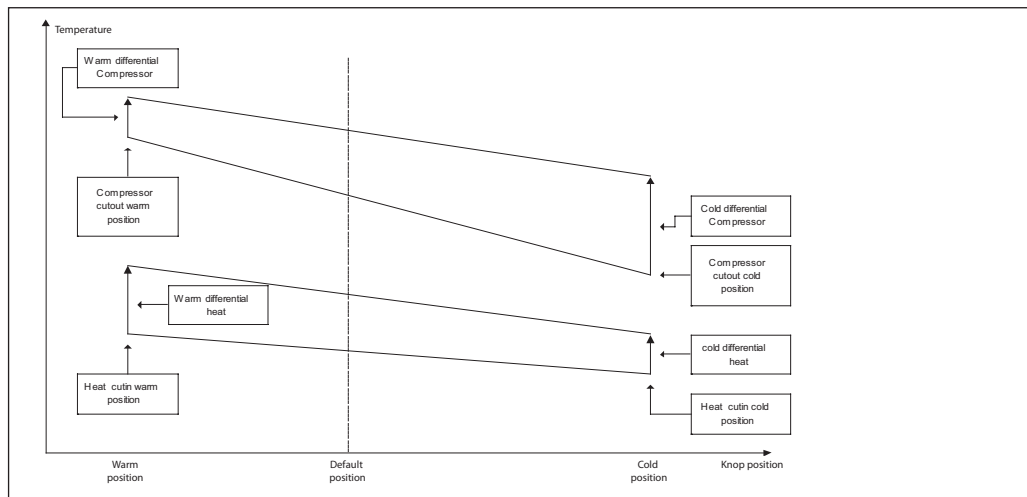 Temperature
Warm differential
Compressor
Compressor
cutout warm
position
Cold differential
Compressor
Compressor
cutout cold
position
Warm differential
heat
cold differential
heat
Heat cutin warm
position
Heat cutin cold
position
Warm
position
Default
position
Cold
position
Knop position